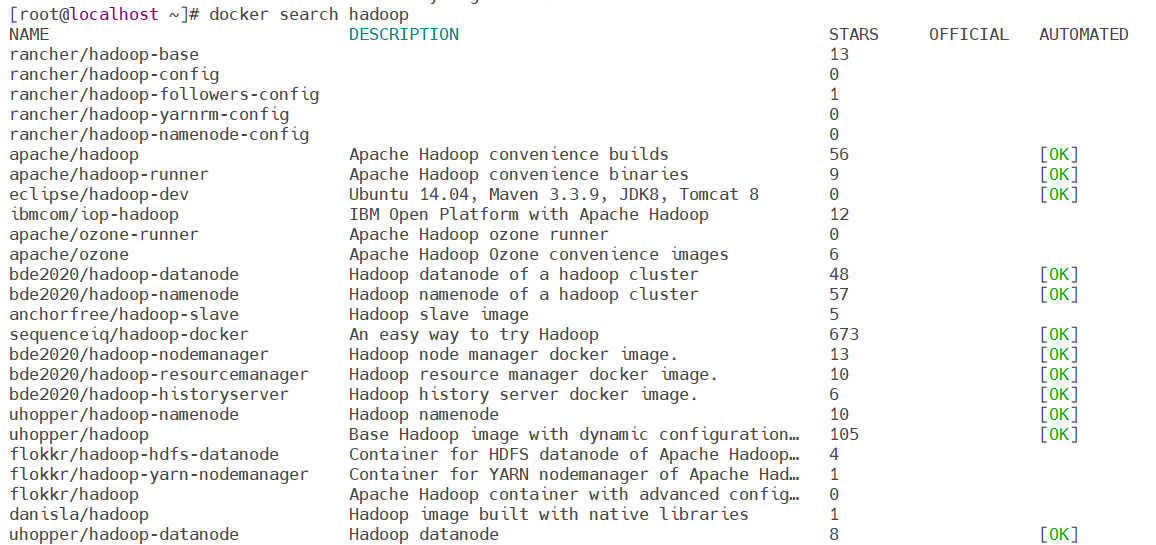 [root@localhost ~]# docker search hadoop
NAME DESCRIPTION STARS OFFICIAL AUTOMATED
rancher/hadoop-base 13
rancher/hadoop-config 0
rancher/hadoop-followers-config 1
rancher/hadoop-yarnrm-config 0
rancher/hadoop-namenode-config 0
apache/hadoop Apache Hadoop convenience builds 56 [OK]
apache/hadoop-runner Apache Hadoop convenience binaries 9 [OK]
eclipse/hadoop-dev Ubuntu 14.04, Maven 3.3.9, JDK8, Tomcat 8 0 [OK]
ibmcom/iop-hadoop IBM Open Platform with Apache Hadoop 12
apache/ozone-runner Apache Hadoop ozone runner 0
apache/ozone Apache Hadoop Ozone convenience images 6
bde2020/hadoop-datanode Hadoop datanode of a hadoop cluster 48 [OK]
bde2020/hadoop-namenode Hadoop namenode of a hadoop cluster 57 [OK]
anchorfree/hadoop-slave Hadoop slave image 5
sequenceiq/hadoop-docker An easy way to try Hadoop 673 [OK]
bde2020/hadoop-nodemanager Hadoop node manager docker image. 13 [OK]
bde2020/hadoop-resourcemanager Hadoop resource manager docker image. 10 [OK]
bde2020/hadoop-historyserver Hadoop history server docker image. 6 [OK]
uhopper/hadoop-namenode Hadoop namenode 10 [OK]
uhopper/hadoop Base Hadoop image with dynamic configuration… 105 [OK]
flokkr/hadoop-hdfs-datanode Container for HDFS datanode of Apache Hadoop… 4
flokkr/hadoop-yarn-nodemanager Container for YARN nodemanager of Apache Had… 1
flokkr/hadoop Apache Hadoop container with advanced config… 0
danisla/hadoop Hadoop image built with native libraries 1
uhopper/hadoop-datanode Hadoop datanode 8 [OK]